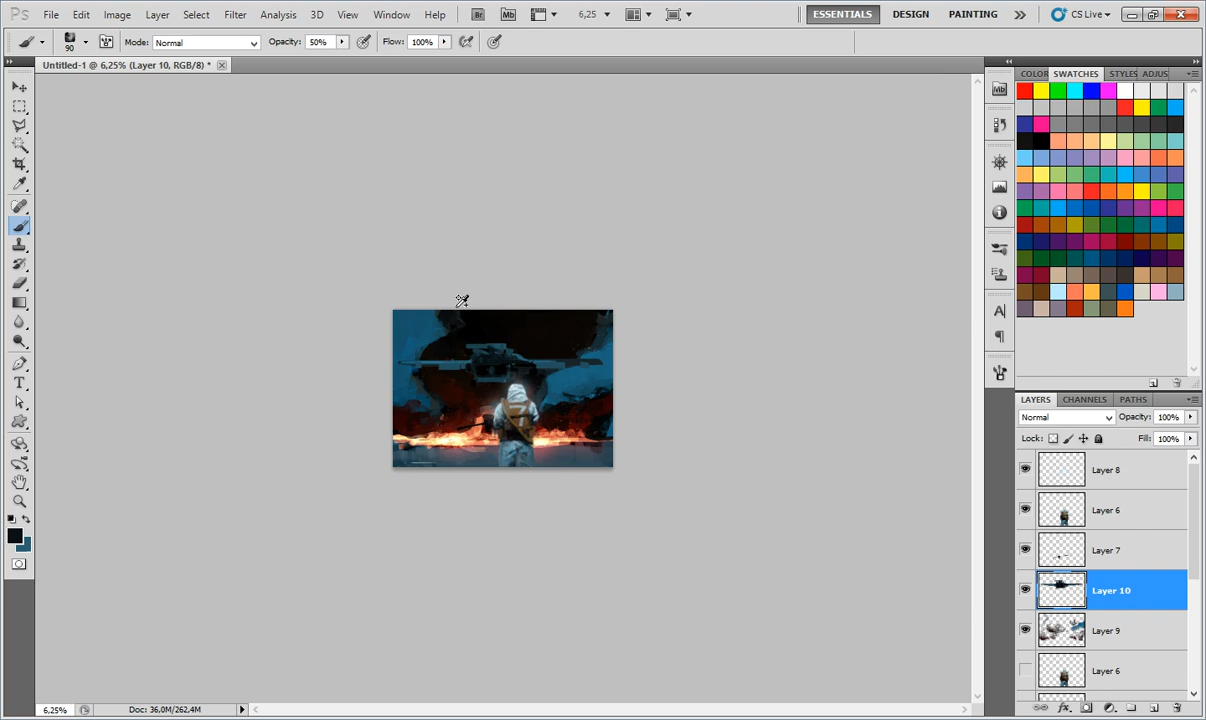 Ps File Edit Image Layer Select Filter Analysis 3D View Window Help Br Mb 6,25 ESSENTIALS DESIGN PAINTING CS Live
90 Mode: Normal Opacity: 50% Flow: 100%
Untitled-1 @ 6,25% (Layer 10, RGB/8) *
COLOR SWATCHES STYLES ADJUS
Mb
LAYERS CHANNELS PATHS
Normal Opacity: 100%
Lock: Fill: 100%
Layer 8
Layer 6
Layer 7
Layer 10
Layer 9
Layer 6
6,25% Doc: 36,0M/262,4M